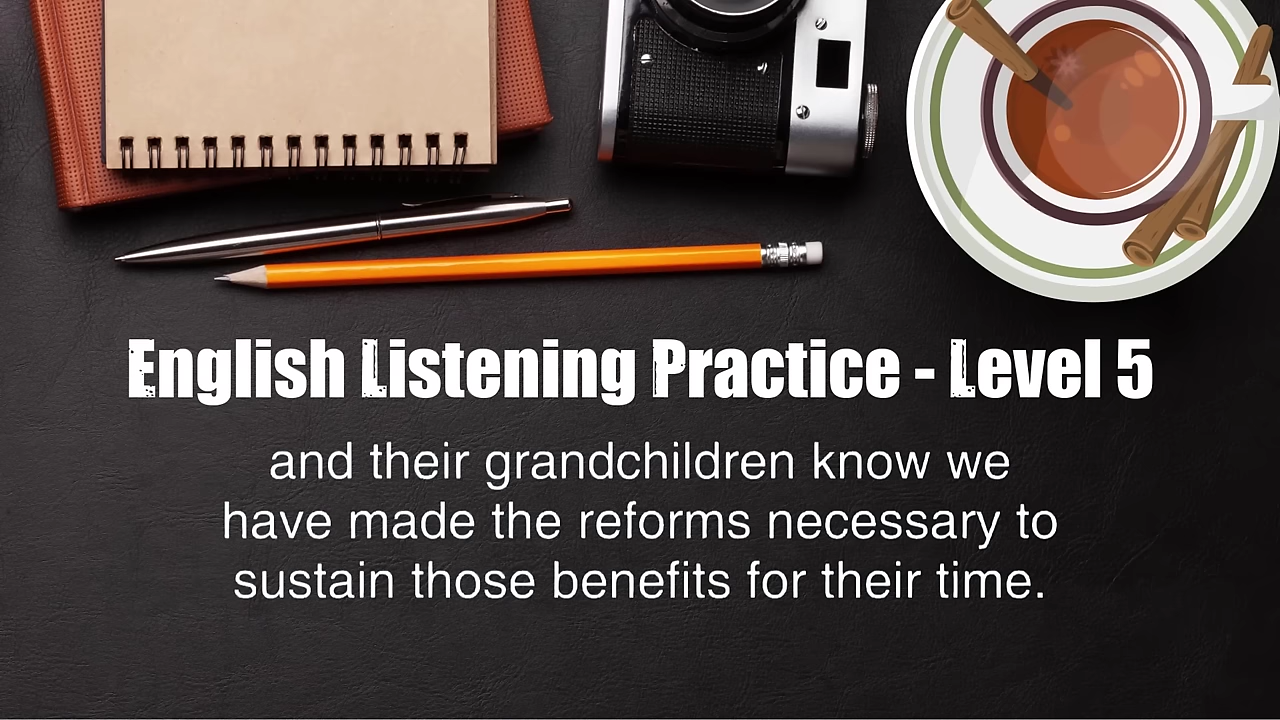 English Listening Practice - Level 5
and their grandchildren know we
have made the reforms necessary to
sustain those benefits for their time.